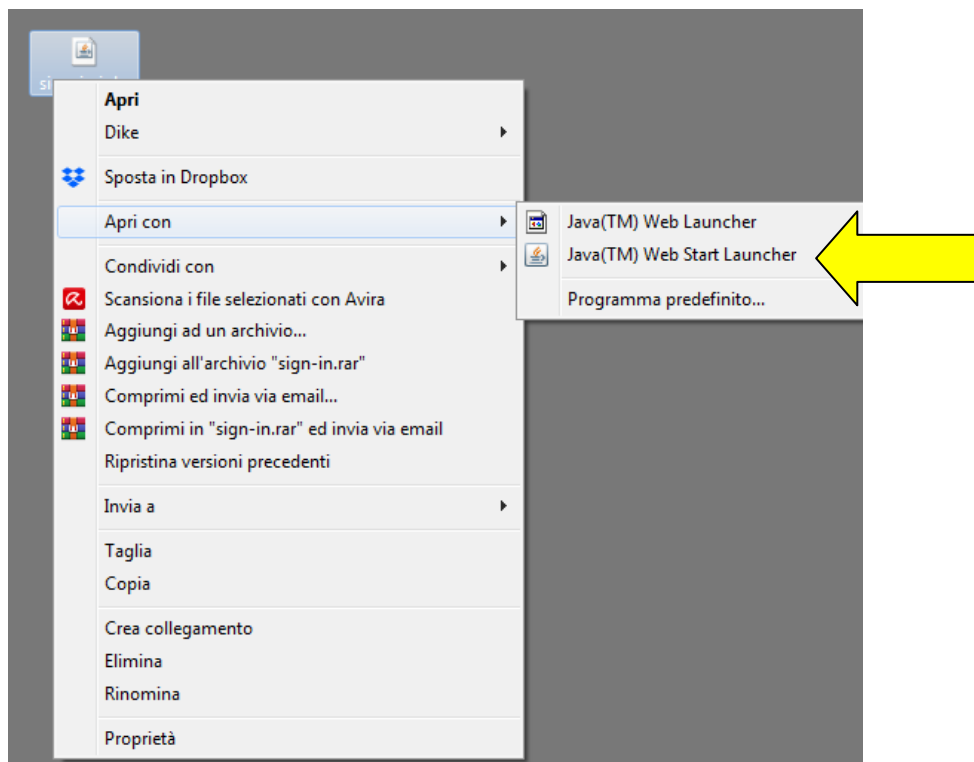 Apri
Dike
Sposta in Dropbox
Apri con
Java(TM) Web Launcher
Java(TM) Web Start Launcher
Programma predefinito...
Condividi con
Scansiona i file selezionati con Avira
Aggiungi ad un archivio...
Aggiungi all'archivio "sign-in.rar"
Comprimi ed invia via email...
Comprimi in "sign-in.rar" ed invia via email
Ripristina versioni precedenti
Invia a
Taglia
Copia
Crea collegamento
Elimina
Rinomina
Proprietà